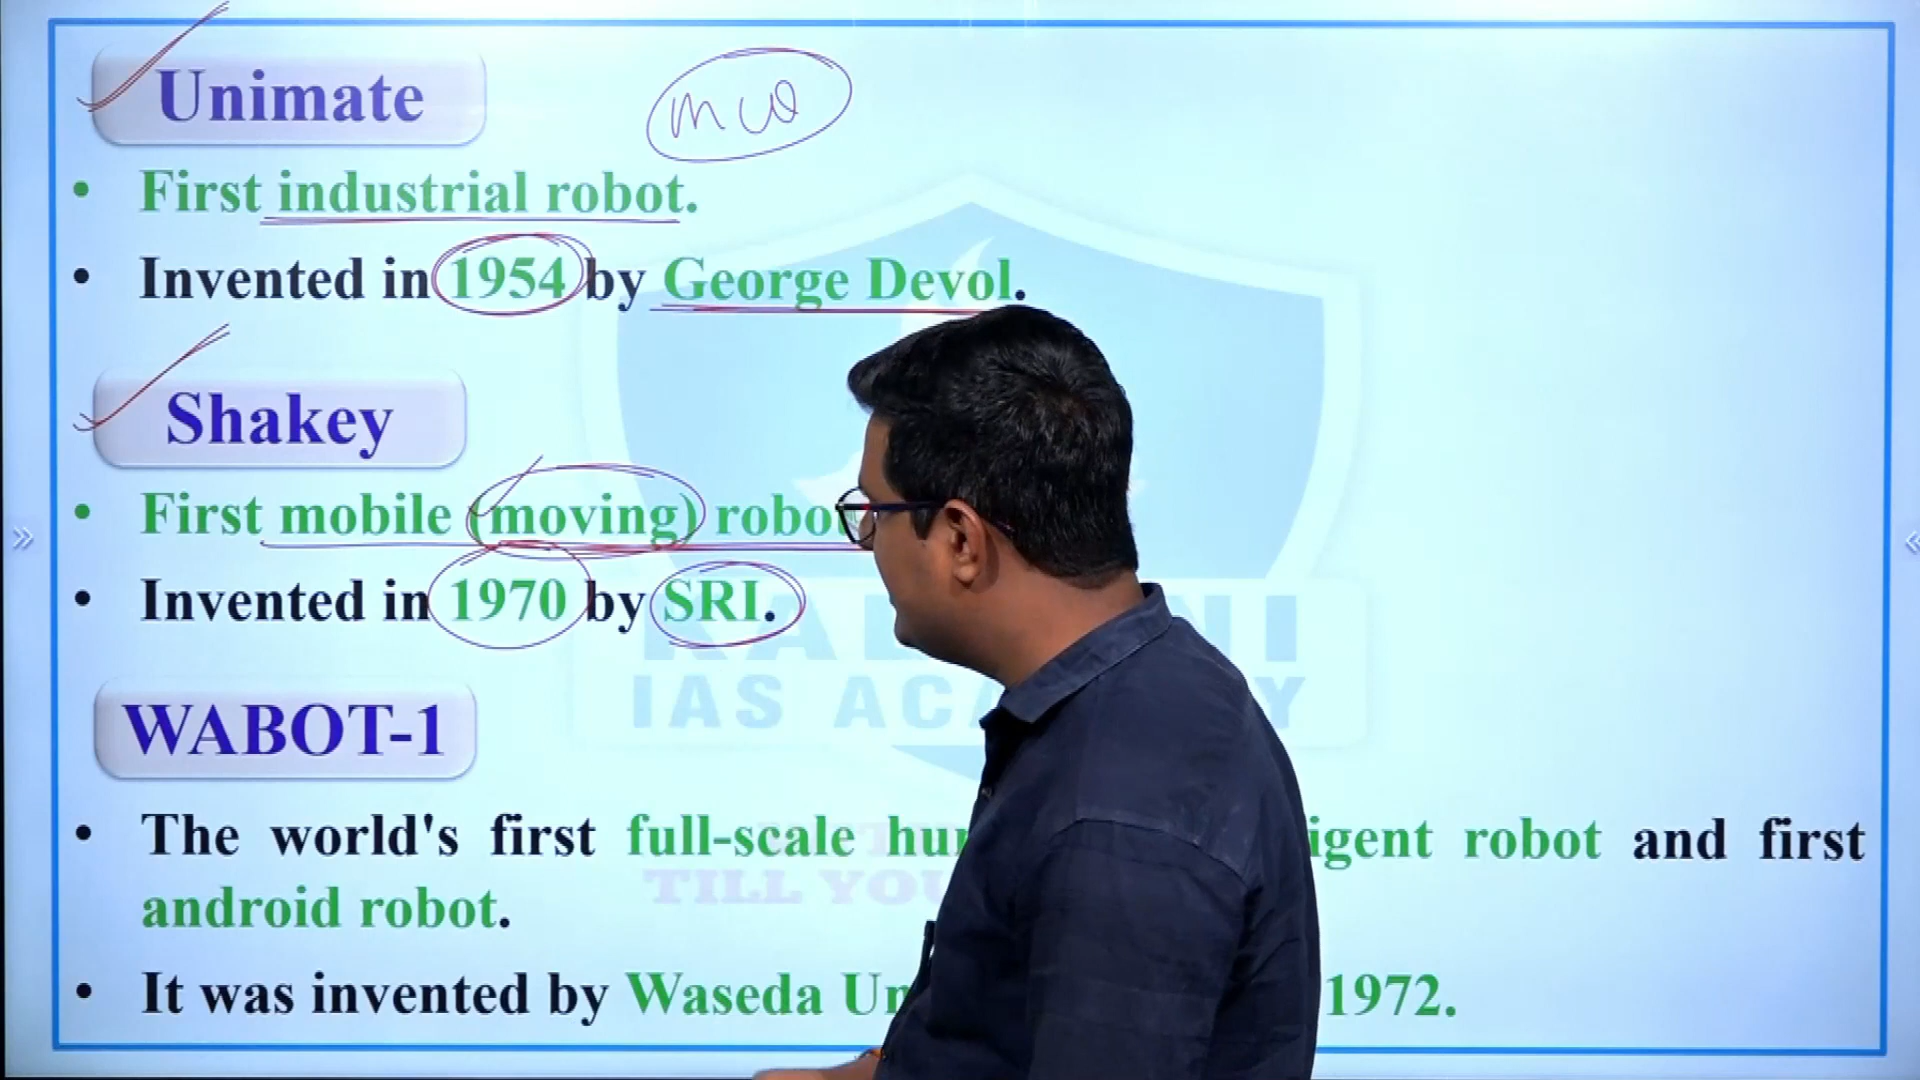 Unimate
MCQ
• First industrial robot.
• Invented in 1954 by George Devol.
Shakey
• First mobile (moving)
• Invented in 1970 by SRI.
IAS
WABOT-1
• The world's first full-scale robot and first
android robot.
TILL
• It was invented by Waseda 1972.